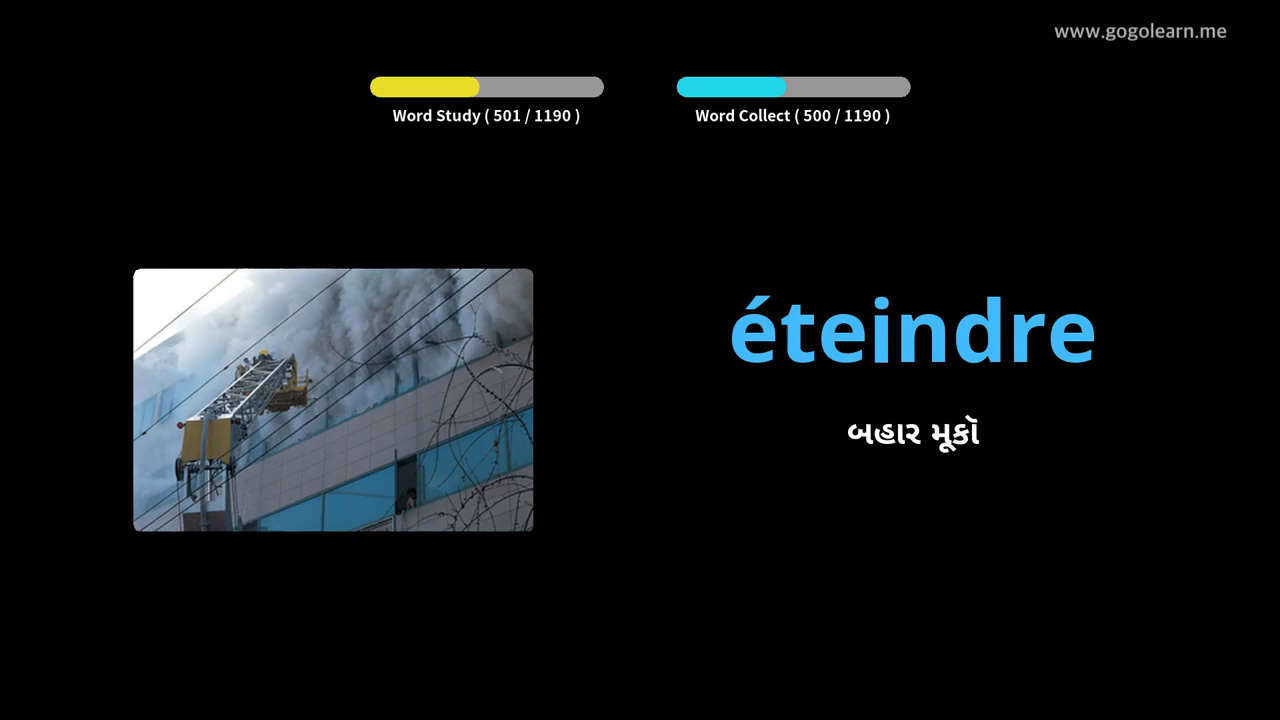 www.gogolearn.me
Word Study ( 501 / 1190 )
Word Collect ( 500 / 1190 )
éteindre
બહાર મૂકૉ